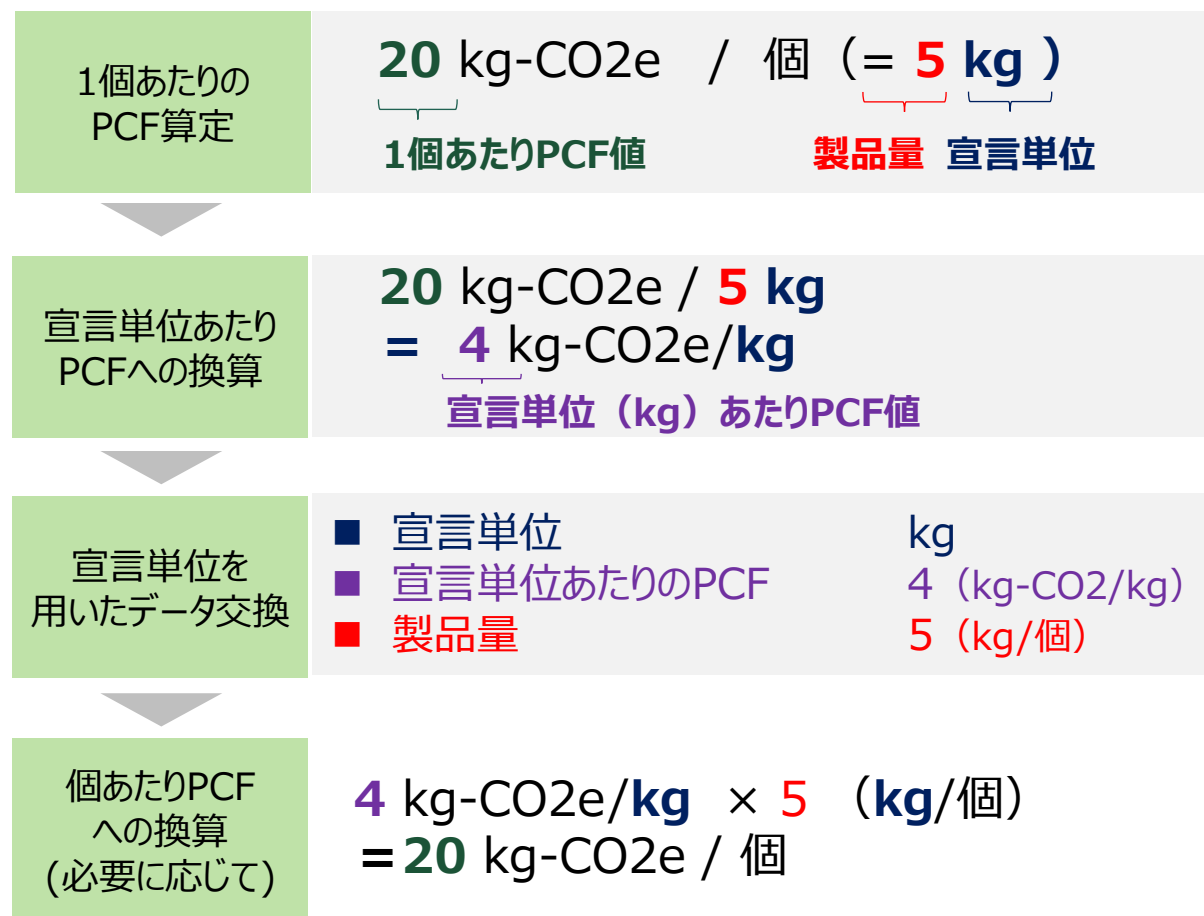 1個あたりの
PCF算定
20 kg-CO2e / 個（= 5 kg ）
1個あたりPCF値 製品量 宣言単位
宣言単位あたり
PCFへの換算
20 kg-CO2e / 5 kg
= 4 kg-CO2e/kg
宣言単位（kg）あたりPCF値
宣言単位を
用いたデータ交換
■ 宣言単位 kg
■ 宣言単位あたりのPCF 4（kg-CO2/kg）
■ 製品量 5（kg/個）
個あたりPCF
への換算
(必要に応じて)
4 kg-CO2e/kg × 5 （kg/個）
=20 kg-CO2e / 個